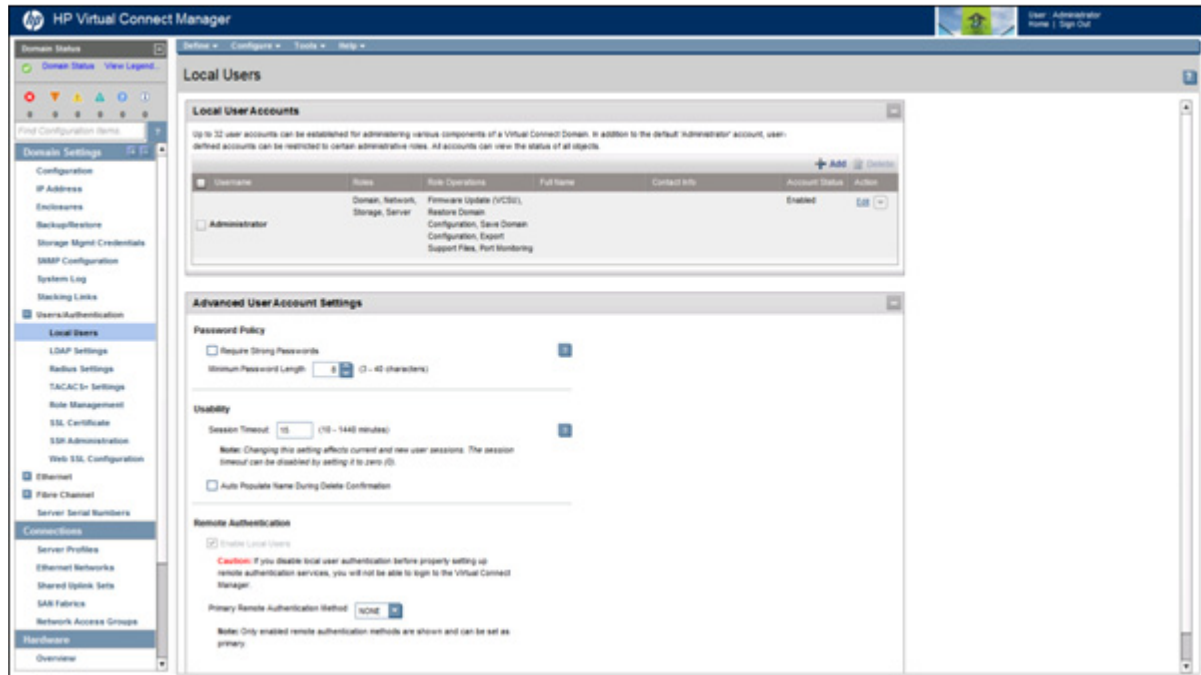 hp HP Virtual Connect Manager
User : Administrator
Home | Sign Out
Domain Status
Domain Status View Legend..
0 0 0 0 0 0
Find Configuration Items.
?
Domain Settings
Configuration
IP Address
Enclosures
Backup/Restore
Storage Mgmt Credentials
SNMP Configuration
System Log
Stacking Links
Users/Authentication
Local Users
LDAP Settings
Radius Settings
TACACS+ Settings
Role Management
SSL Certificate
SSH Administration
Web SSL Configuration
Ethernet
Fibre Channel
Server Serial Numbers
Connections
Server Profiles
Ethernet Networks
Shared Uplink Sets
SAN Fabrics
Network Access Groups
Hardware
Overview
Define Configure Tools Help
Local Users
?
Local User Accounts
Up to 32 user accounts can be established for administering various components of a Virtual Connect Domain. In addition to the default 'Administrator' account, user-
defined accounts can be restricted to certain administrative roles. All accounts can view the status of all objects.
Add Delete
Username Roles Role Operations Full Name Contact Info Account Status Action
Administrator
Domain, Network,
Storage, Server
Firmware Update (VCSU),
Restore Domain
Configuration, Save Domain
Configuration, Export
Support Files, Port Monitoring
Enabled
Edit
Advanced User Account Settings
Password Policy
Require Strong Passwords
?
Minimum Password Length 8 (3 - 40 characters)
Usability
Session Timeout: 15 (10 - 1440 minutes)
?
Note: Changing this setting affects current and new user sessions. The session
timeout can be disabled by setting it to zero (0).
Auto Populate Name During Delete Confirmation
Remote Authentication
Enable Local Users
Caution: If you disable local user authentication before properly setting up
remote authentication services, you will not be able to login to the Virtual Connect
Manager.
Primary Remote Authentication Method NONE
Note: Only enabled remote authentication methods are shown and can be set as
primary.